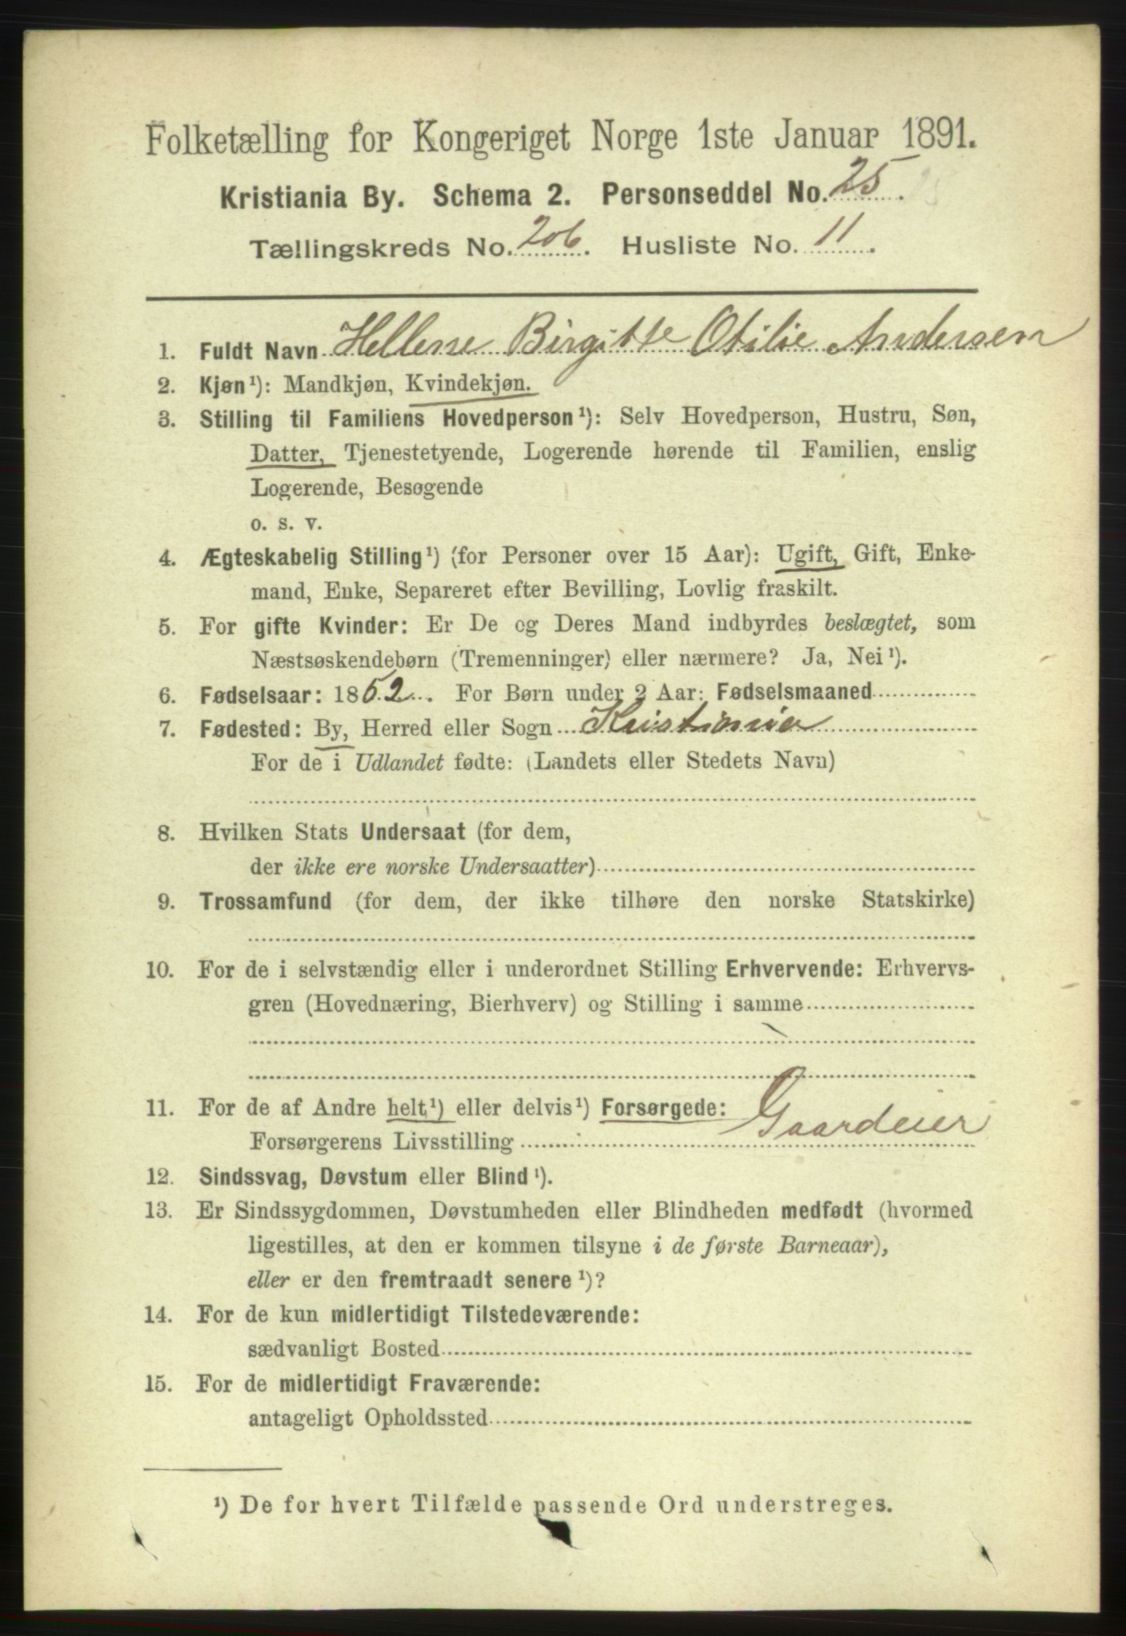 Folketælling for Kongeriget Norge 1ste Januar 1891.
Kristiania By. Schema 2. Personseddel No. 25.
Tællingskreds No. 206. Husliste No. 11.
1. Fuldt Navn Hellene Birgitte Otilie Andersen
2. Kjøn¹): Mandkjøn, Kvindekjøn.
3. Stilling til Familiens Hovedperson¹): Selv Hovedperson, Hustru, Søn,
Datter, Tjenestetyende, Logerende hørende til Familien, enslig
Logerende, Besøgende
o. s. v.
4. Ægteskabelig Stilling¹) (for Personer over 15 Aar): Ugift, Gift, Enke-
mand, Enke, Separeret efter Bevilling, Lovlig fraskilt.
5. For gifte Kvinder: Er De og Deres Mand indbyrdes beslægtet, som
Næstsøskendebørn (Tremenninger) eller nærmere? Ja, Nei¹).
6. Fødselsaar: 1852. For Børn under 2 Aar: Fødselsmaaned
7. Fødested: By, Herred eller Sogn Kristiania
For de i Udlandet fødte: (Landets eller Stedets Navn)
8. Hvilken Stats Undersaat (for dem,
der ikke ere norske Undersaatter)
9. Trossamfund (for dem, der ikke tilhøre den norske Statskirke)
10. For de i selvstændig eller i underordnet Stilling Erhvervende: Erhvervs-
gren (Hovednæring, Bierhverv) og Stilling i samme
11. For de af Andre helt¹) eller delvis¹) Forsørgede:
Forsørgerens Livsstilling Gaardeier
12. Sindssvag, Døvstum eller Blind¹).
13. Er Sindssygdommen, Døvstumheden eller Blindheden medfødt (hvormed
ligestilles, at den er kommen tilsyne i de første Barneaar),
eller er den fremtraadt senere¹)?
14. For de kun midlertidigt Tilstedeværende:
sædvanligt Bosted
15. For de midlertidigt Fraværende:
antageligt Opholdssted
¹) De for hvert Tilfælde passende Ord understreges.